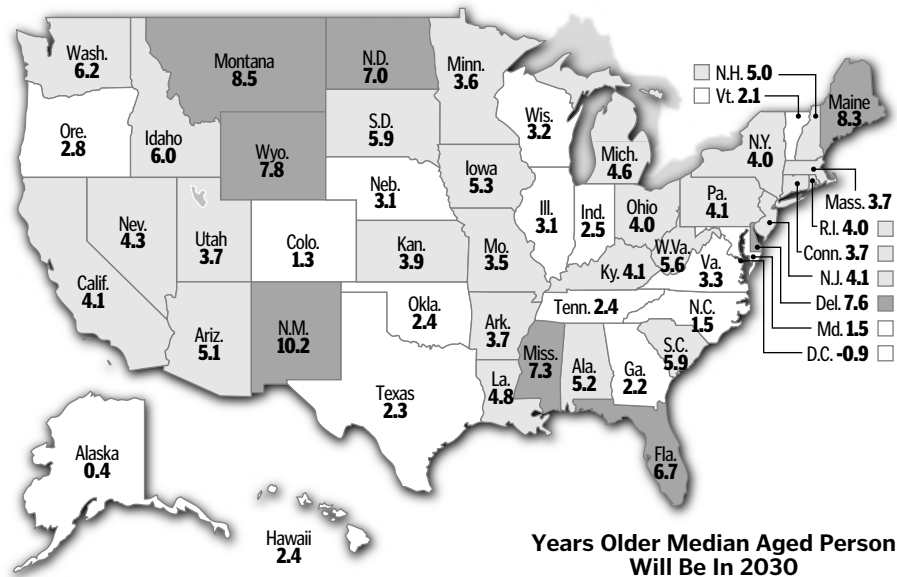 Wash.
6.2
Montana
8.5
N.D.
7.0
Minn.
3.6
N.H. 5.0
Vt. 2.1
Maine
8.3
Ore.
2.8
Idaho
6.0
S.D.
5.9
Wis.
3.2
Mich.
4.6
N.Y.
4.0
Wyo.
7.8
Iowa
5.3
Neb.
3.1
Mass. 3.7
Nev.
4.3
Utah
3.7
Colo.
1.3
Kan.
3.9
Mo.
3.5
Ill.
3.1
Ind.
2.5
Ohio
4.0
Pa.
4.1
R.I. 4.0
Conn. 3.7
N.J. 4.1
Calif.
4.1
Ky. 4.1
W.Va.
5.6
Va.
3.3
Del. 7.6
Md. 1.5
D.C. -0.9
Ariz.
5.1
N.M.
10.2
Okla.
2.4
Ark.
3.7
Tenn. 2.4
N.C.
1.5
S.C.
5.9
Texas
2.3
La.
4.8
Miss.
7.3
Ala.
5.2
Ga.
2.2
Fla.
6.7
Alaska
0.4
Hawaii
2.4
Years Older Median Aged Person
Will Be In 2030